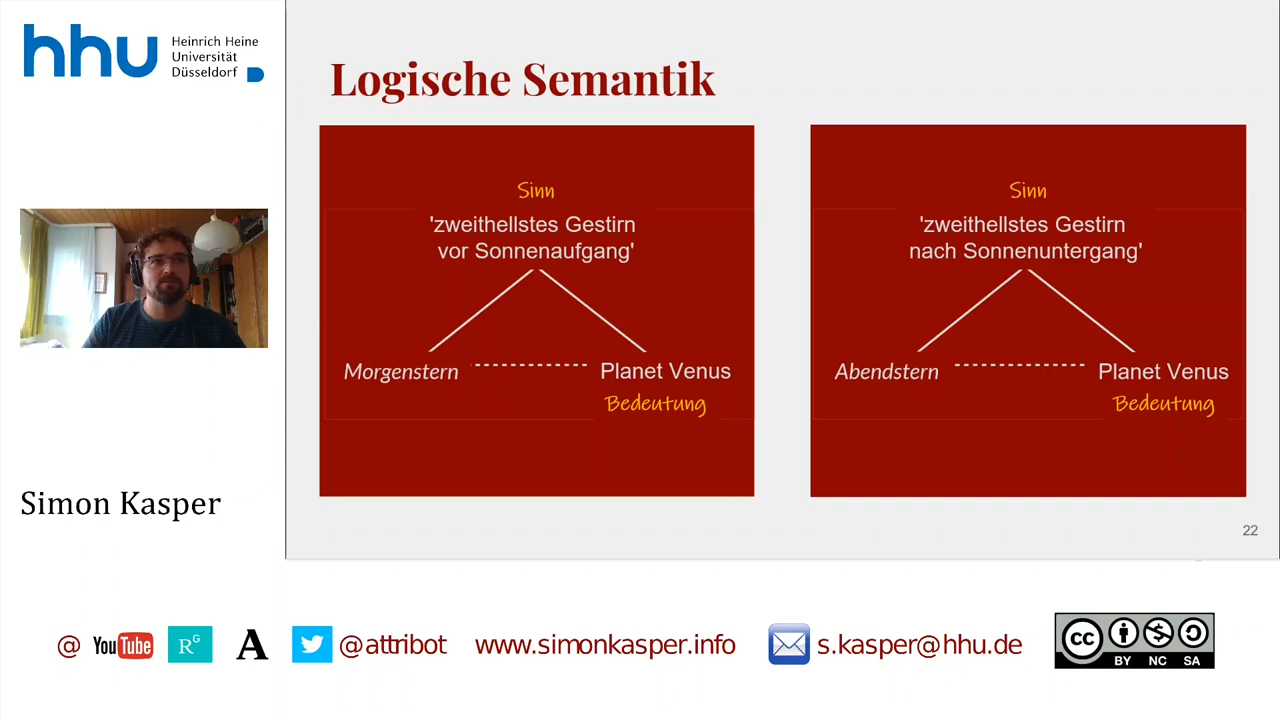 hhu
Heinrich Heine
Universität
Düsseldorf
Logische Semantik
Sinn
'zweithellstes Gestirn
vor Sonnenaufgang'
Morgenstern
Planet Venus
Bedeutung
Sinn
'zweithellstes Gestirn
nach Sonnenuntergang'
Abendstern
Planet Venus
Bedeutung
Simon Kasper
22
@ YouTube RG A @attribot www.simonkasper.info s.kasper@hhu.de
cc BY NC SA